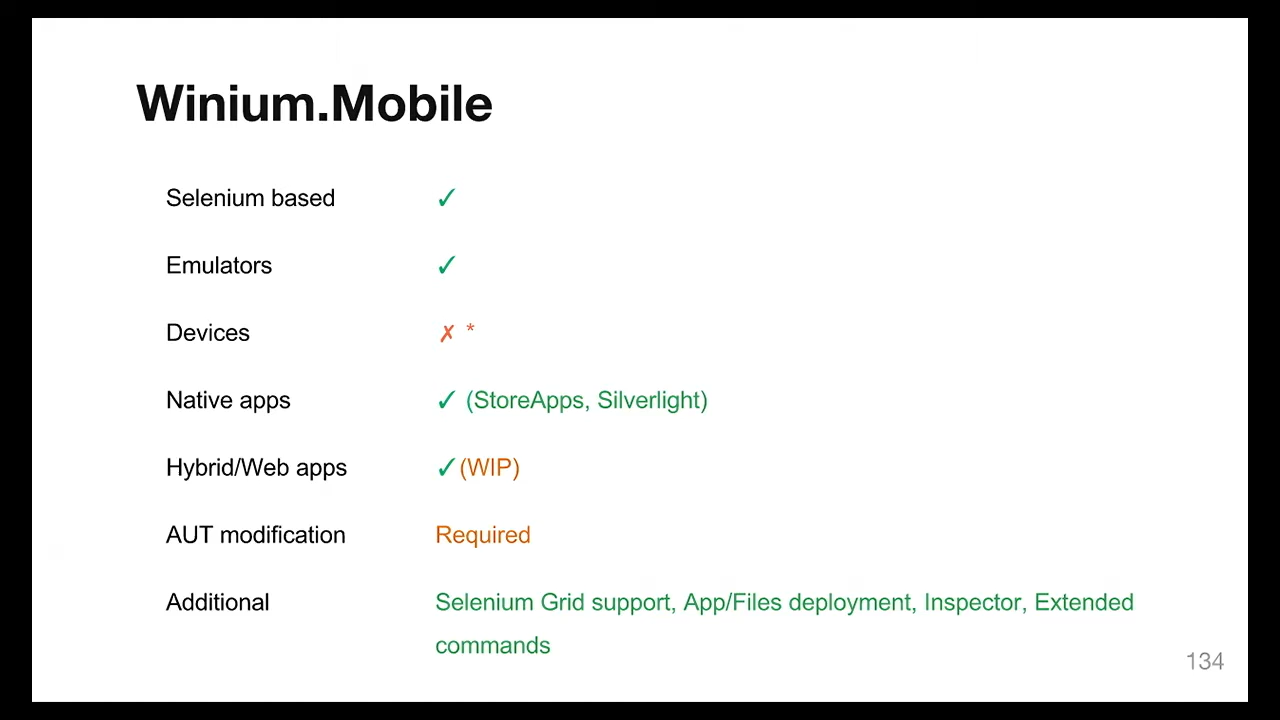 Winium.Mobile
Selenium based ✓
Emulators ✓
Devices ✗ *
Native apps ✓ (StoreApps, Silverlight)
Hybrid/Web apps ✓(WIP)
AUT modification Required
Additional Selenium Grid support, App/Files deployment, Inspector, Extended
commands
134